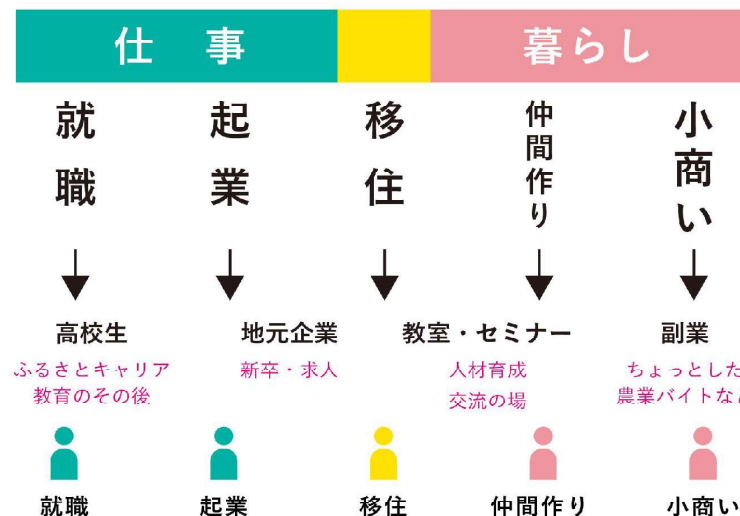 仕事
暮らし
就職
起業
移住
仲間作り
小商い
高校生
地元企業
教室・セミナー
副業
ふるさとキャリア
教育のその後
新卒・求人
人材育成
交流の場
ちょっとした
農業バイトなど
就職
起業
移住
仲間作り
小商い